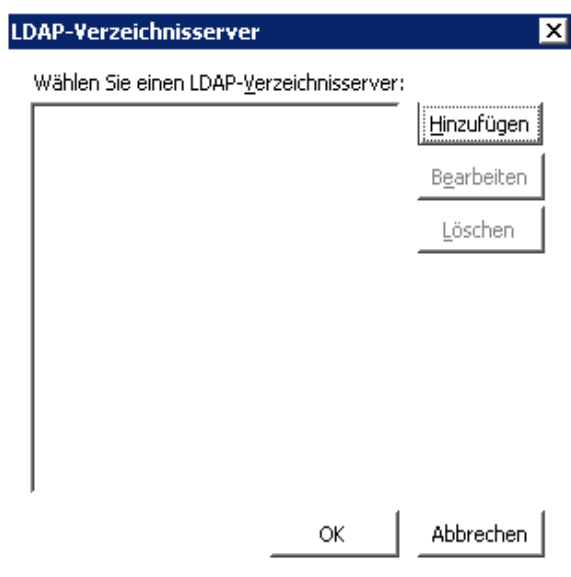 LDAP-Verzeichnisserver
Wählen Sie einen LDAP-Verzeichnisserver:
Hinzufügen
Bearbeiten
Löschen
OK
Abbrechen